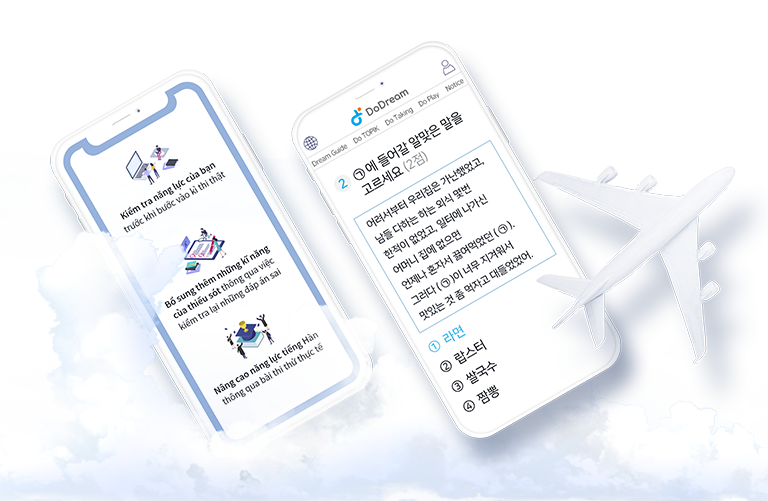 Kiểm tra năng lực của bạn
trước khi bước vào kì thi thật
Bổ sung thêm những kĩ năng
của thiếu sót thông qua việc
kiểm tra lại những đáp án sai
Nâng cao năng lực tiếng Hàn
thông qua bài thi thử thực tế
DoDream
Dream Guide Do TOPIK Do Taking Do Play Notice
2 ㉠에 들어갈 알맞은 말을
고르세요 (2점)
어러서부터 우리집은 가난했었고,
남들 다하는 하는 외식 몇번
한적이 없었고, 일터에 나가신
어머니 집에 없으면
언제나 혼자서 끓여먹었던 (㉠).
그러다 (㉠)이 너무 지겨워서
맛있는 것 좀 먹자고 대들었었어.
① 라면
② 랍스터
③ 쌀국수
④ 짬뽕